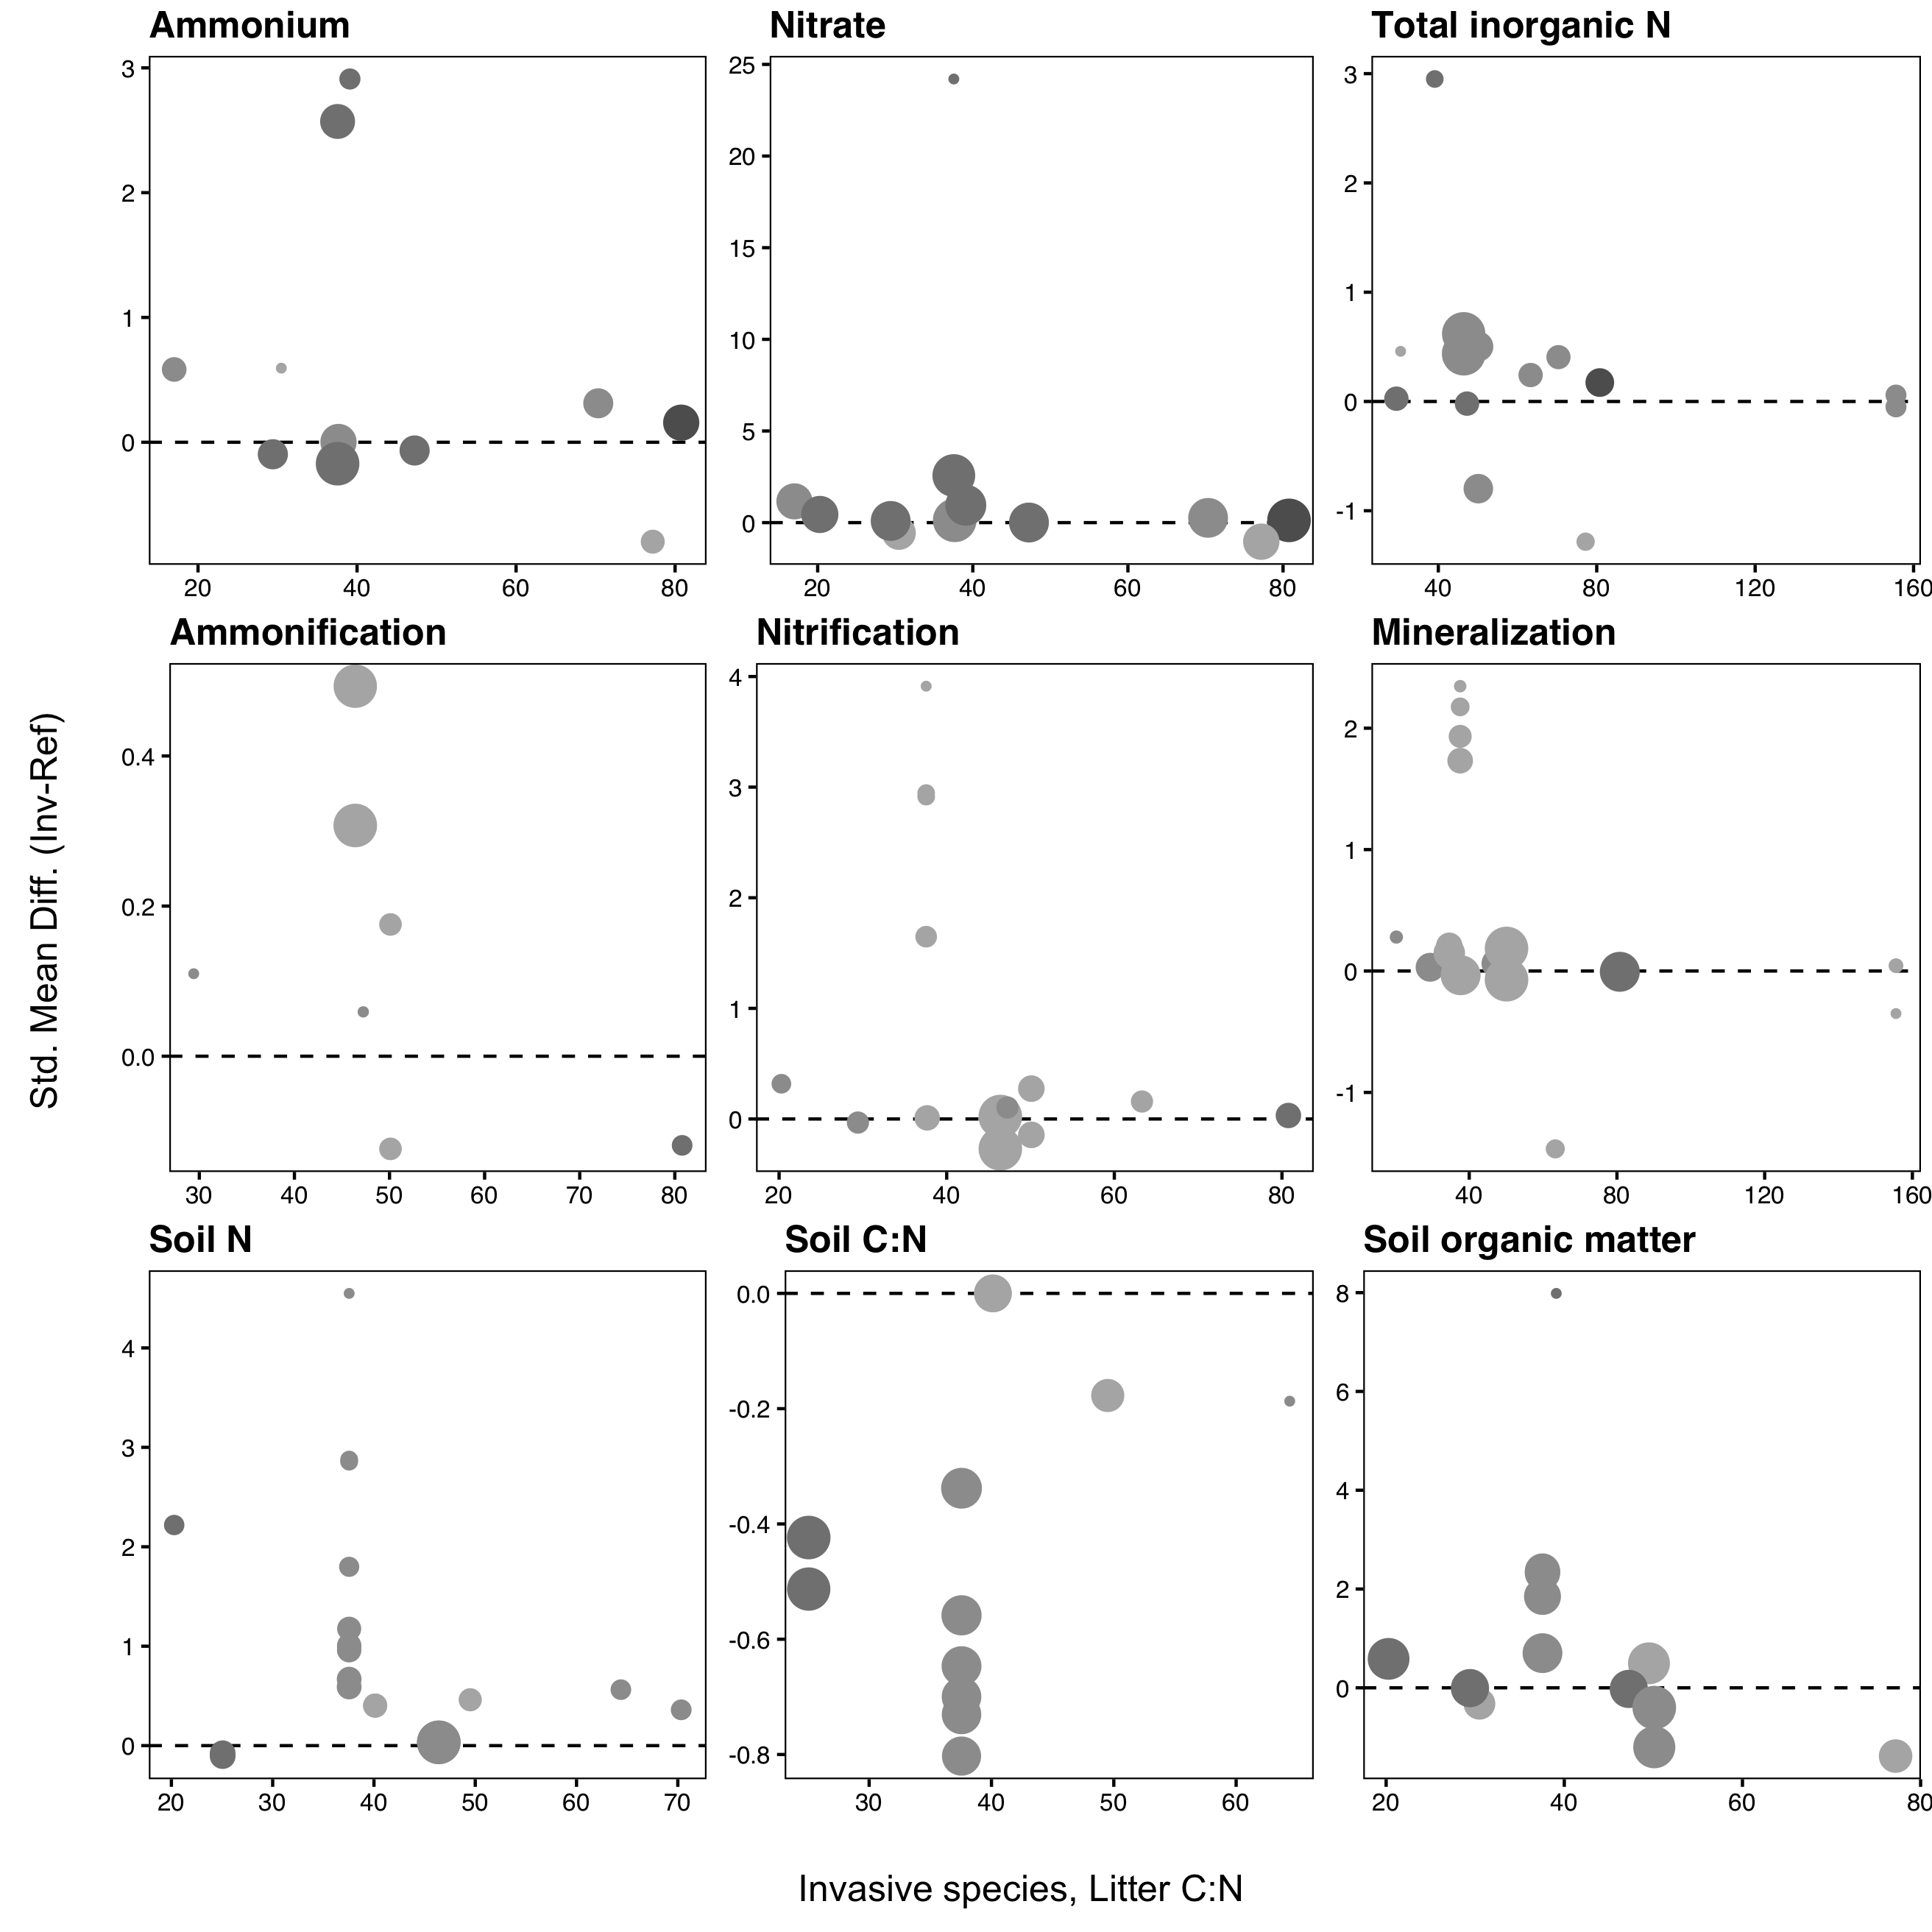 Ammonium
Nitrate
Total inorganic N
3
2
1
0
20 40 60 80
25
20
15
10
5
0
20 40 60 80
3
2
1
0
-1
40 80 120 160
Ammonification
Nitrification
Mineralization
Std. Mean Diff. (Inv-Ref)
0.4
0.2
0.0
30 40 50 60 70 80
4
3
2
1
0
20 40 60 80
2
1
0
-1
40 80 120 160
Soil N
Soil C:N
Soil organic matter
4
3
2
1
0
20 30 40 50 60 70
0.0
-0.2
-0.4
-0.6
-0.8
30 40 50 60
8
6
4
2
0
20 40 60 80
Invasive species, Litter C:N